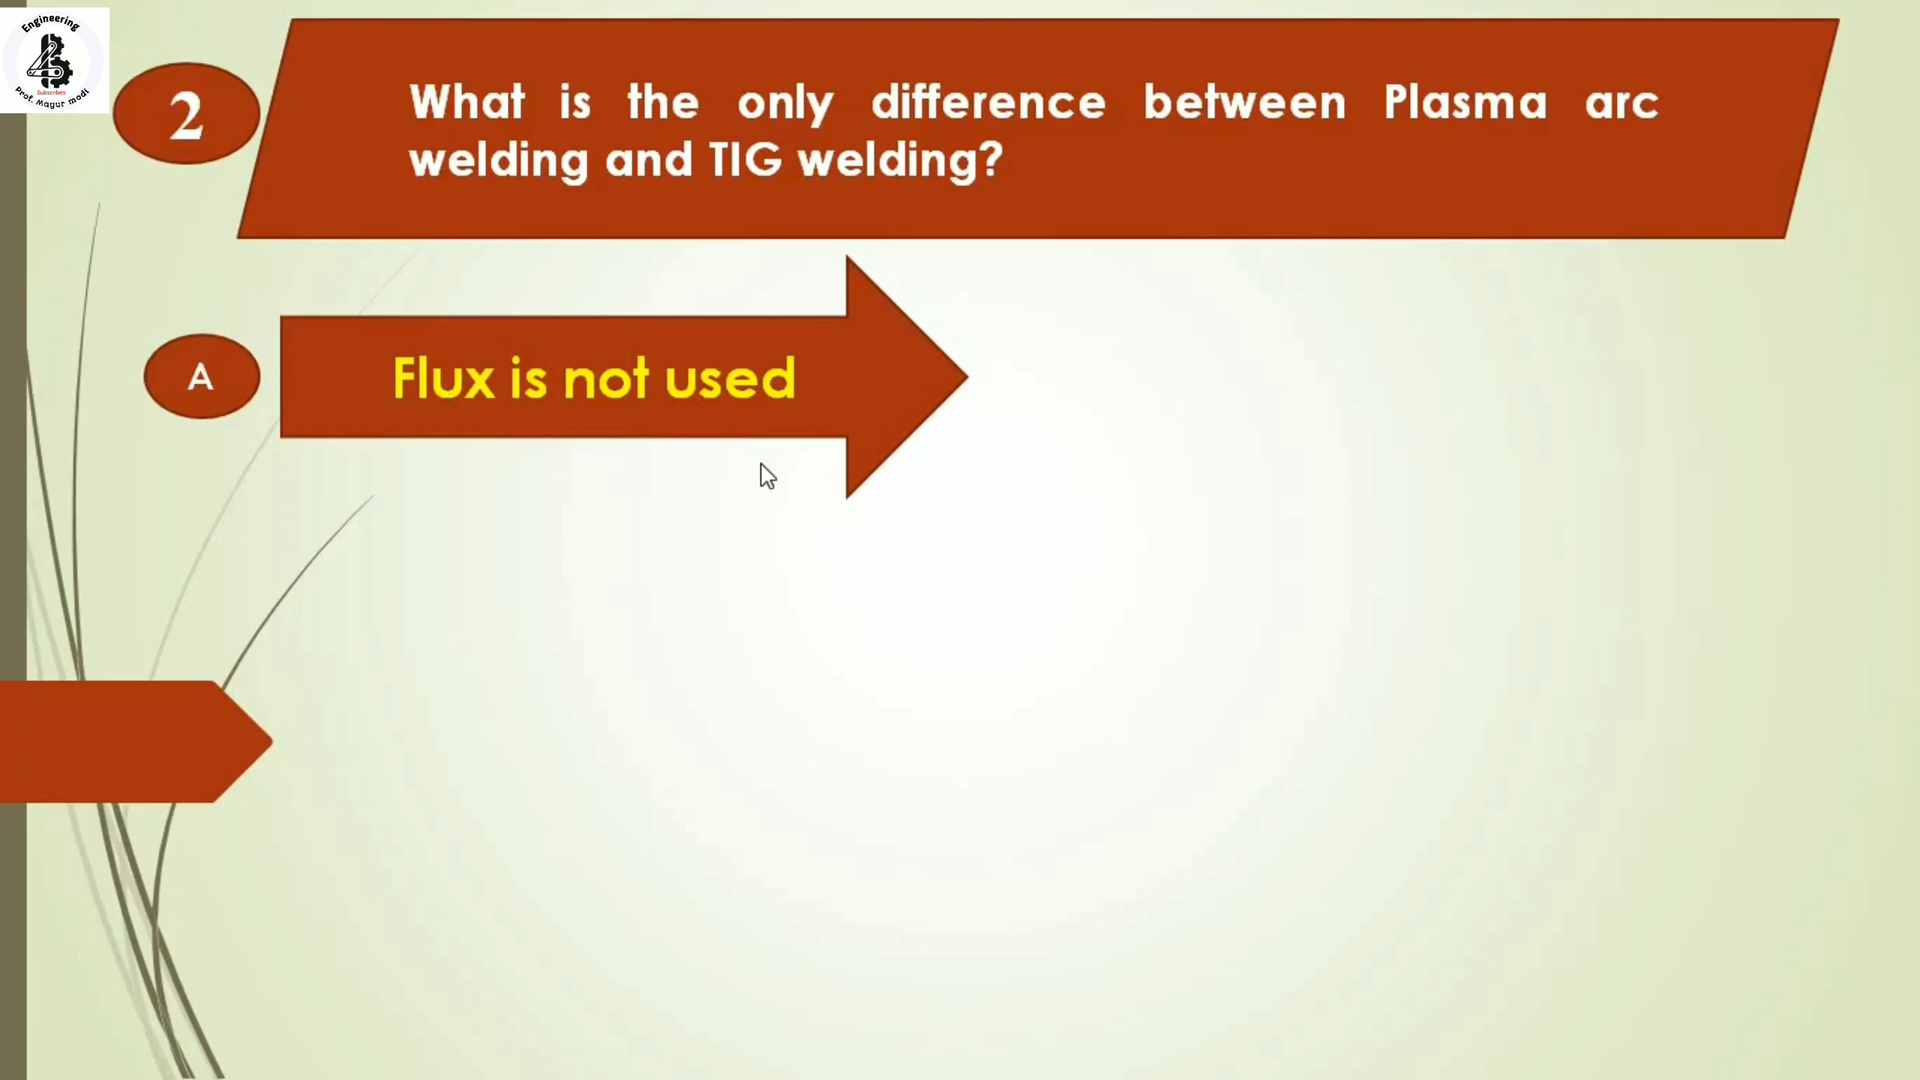 Engineering
Subscribes
Prof. Mayur modi
2
What is the only difference between Plasma arc
welding and TIG welding?
A
Flux is not used